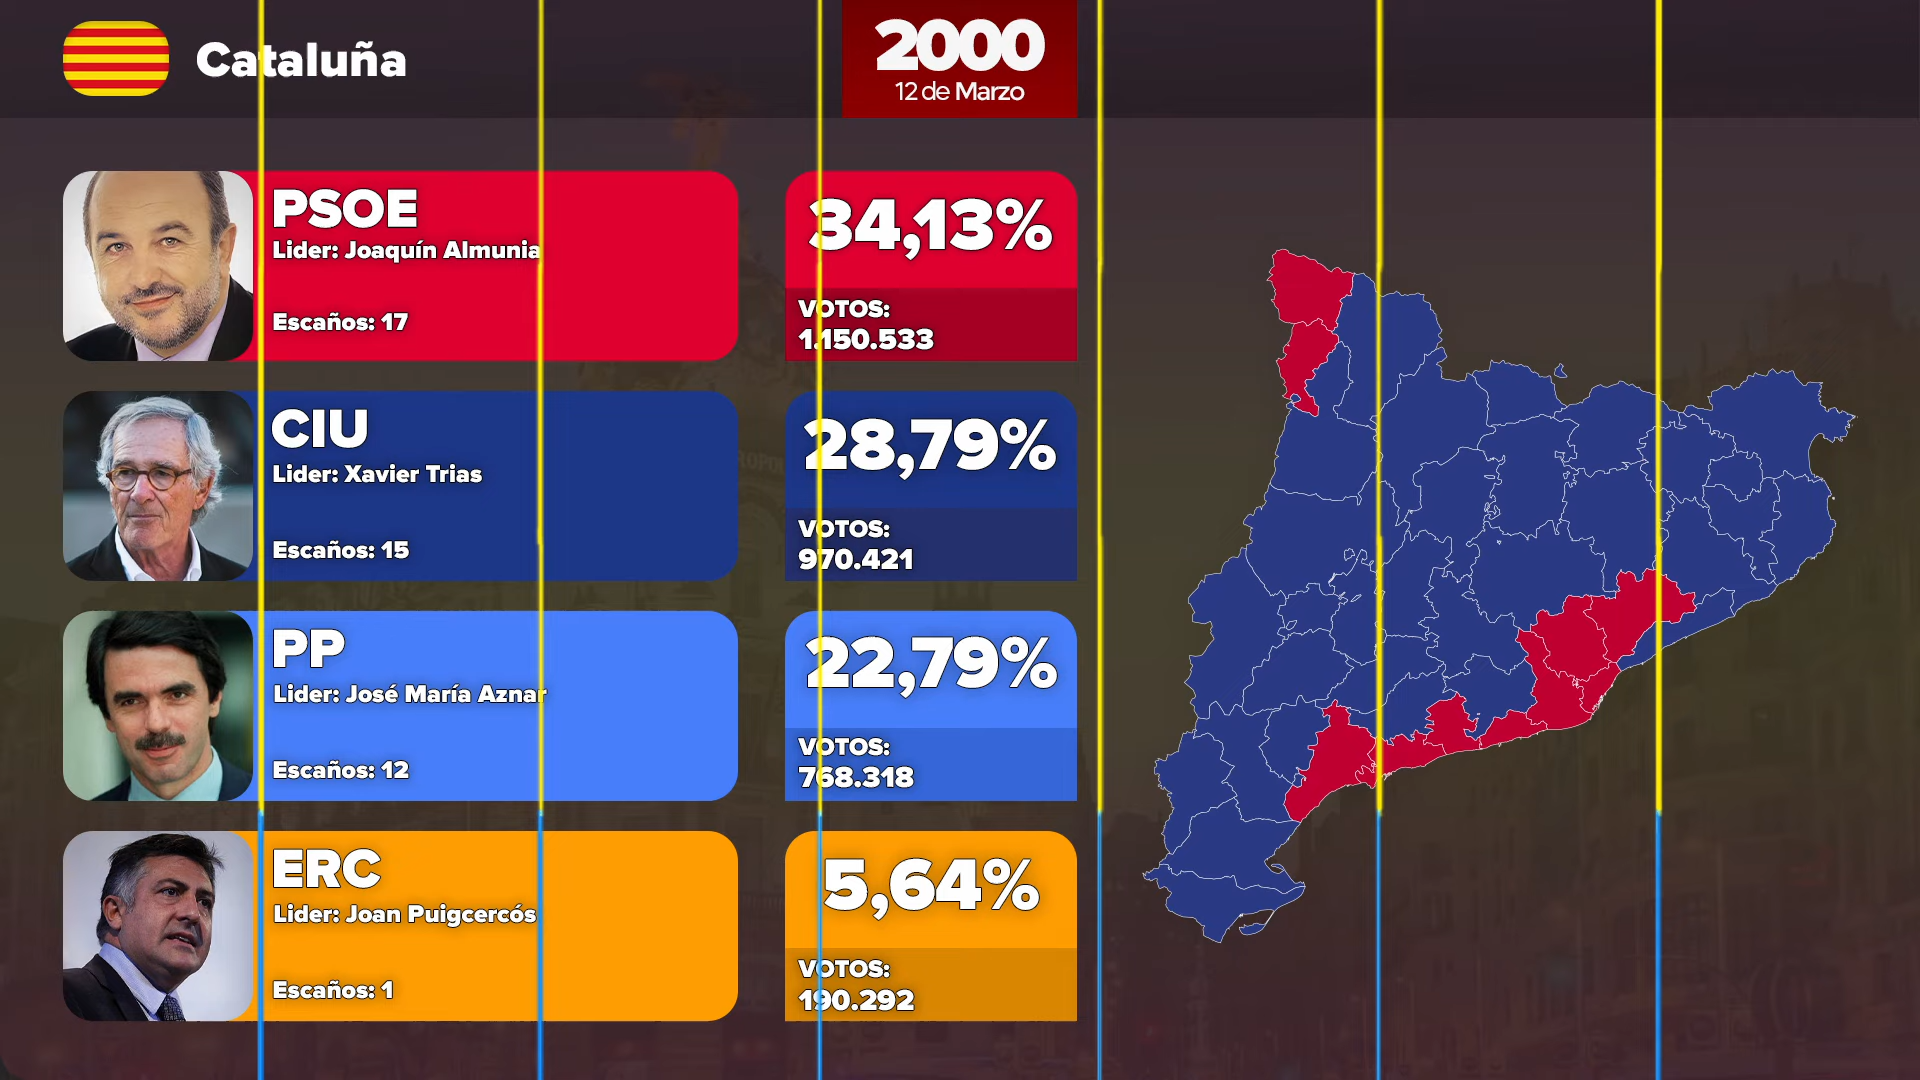 Cataluña
2000
12 de Marzo
PSOE
Lider: Joaquín Almunia
Escaños: 17
34,13%
VOTOS:
1.150.533
CIU
Lider: Xavier Trias
Escaños: 15
28,79%
VOTOS:
970.421
PP
Lider: José María Aznar
Escaños: 12
22,79%
VOTOS:
768.318
ERC
Lider: Joan Puigcercós
Escaños: 1
5,64%
VOTOS:
190.292